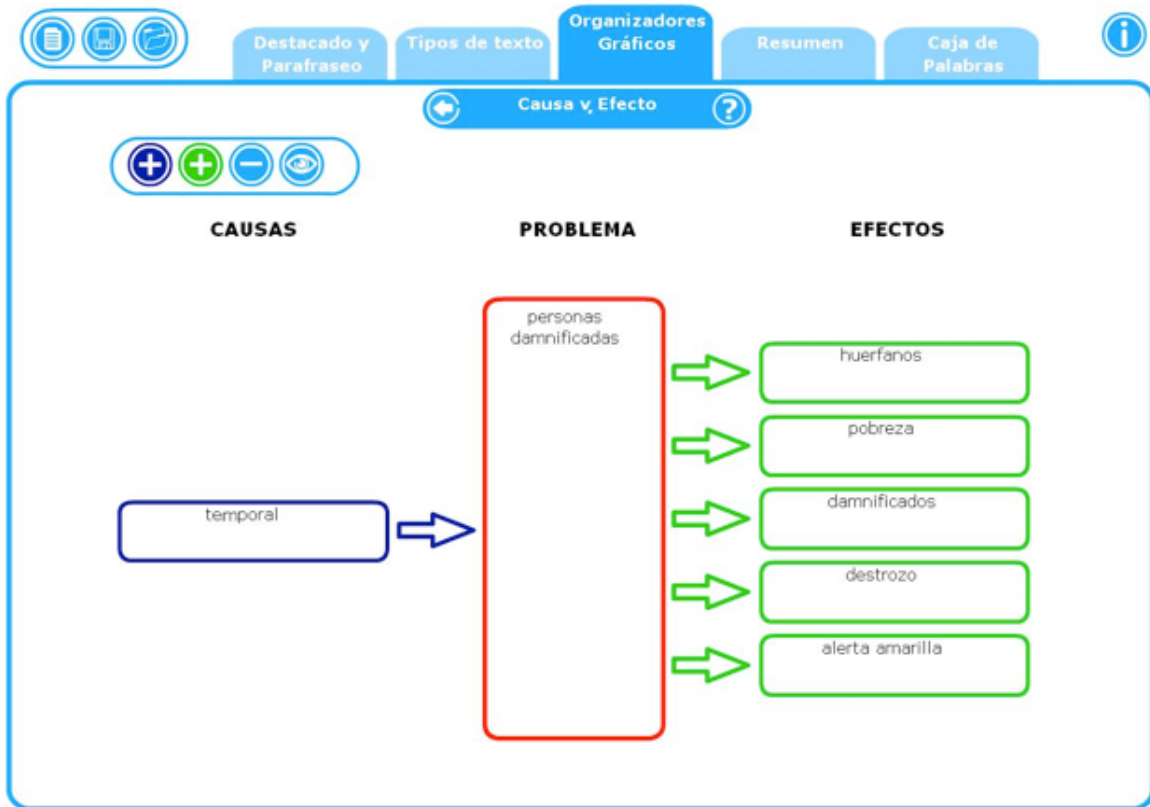 Organizadores
Gráficos
Destacado y
Parafraseo
Tipos de texto
Resumen
Caja de
Palabras
Causa y Efecto
CAUSAS
PROBLEMA
EFECTOS
personas
damnificadas
huerfanos
pobreza
temporal
damnificados
destrozo
alerta amarilla